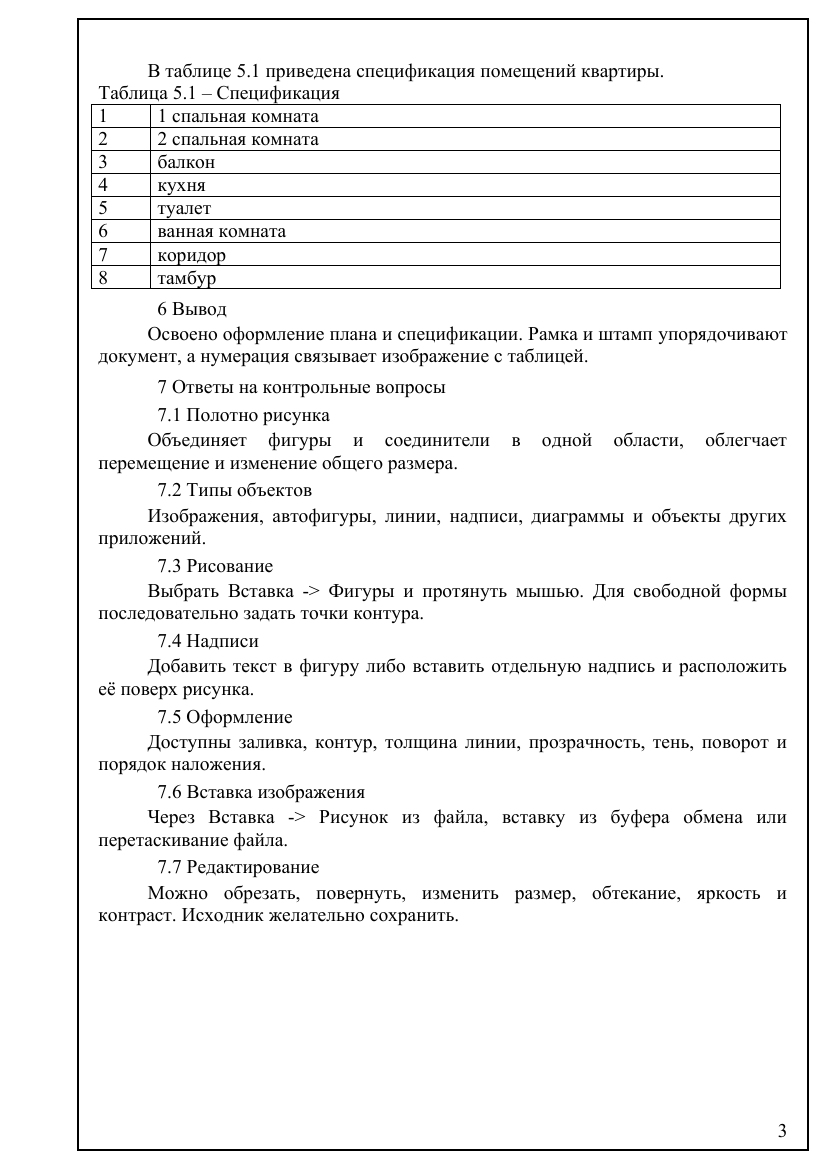 В таблице 5.1 приведена спецификация помещений квартиры.
Таблица 5.1 – Спецификация
1 1 спальная комната
2 2 спальная комната
3 балкон
4 кухня
5 туалет
6 ванная комната
7 коридор
8 тамбур
6 Вывод
Освоено оформление плана и спецификации. Рамка и штамп упорядочивают
документ, а нумерация связывает изображение с таблицей.
7 Ответы на контрольные вопросы
7.1 Полотно рисунка
Объединяет фигуры и соединители в одной области, облегчает
перемещение и изменение общего размера.
7.2 Типы объектов
Изображения, автофигуры, линии, надписи, диаграммы и объекты других
приложений.
7.3 Рисование
Выбрать Вставка -> Фигуры и протянуть мышью. Для свободной формы
последовательно задать точки контура.
7.4 Надписи
Добавить текст в фигуру либо вставить отдельную надпись и расположить
её поверх рисунка.
7.5 Оформление
Доступны заливка, контур, толщина линии, прозрачность, тень, поворот и
порядок наложения.
7.6 Вставка изображения
Через Вставка -> Рисунок из файла, вставку из буфера обмена или
перетаскивание файла.
7.7 Редактирование
Можно обрезать, повернуть, изменить размер, обтекание, яркость и
контраст. Исходник желательно сохранить.
3